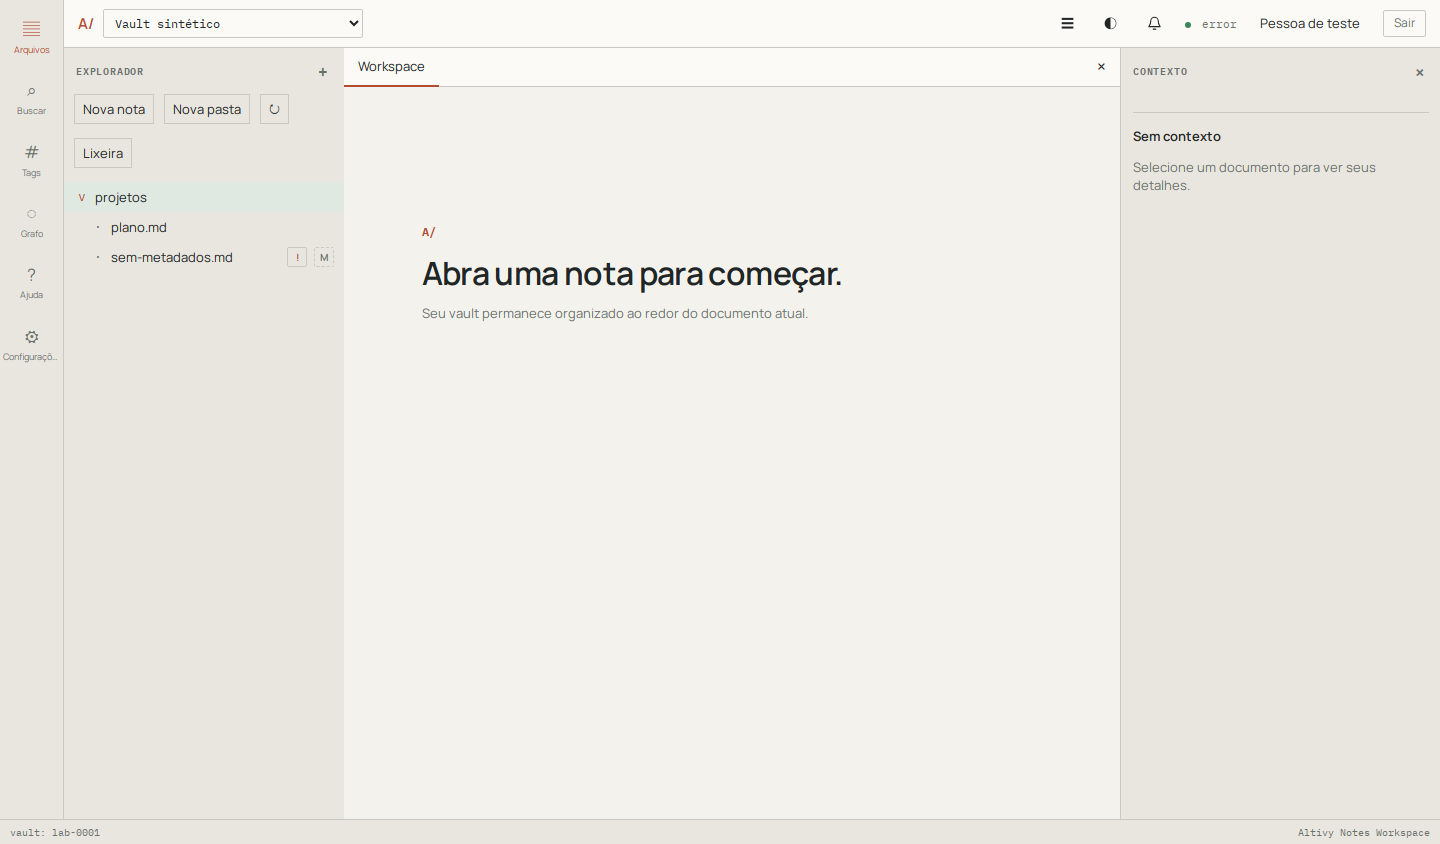 Arquivos
Buscar
#
Tags
Grafo
?
Ajuda
Configuraçõ…
A/
Vault sintético
error
Pessoa de teste
Sair
EXPLORADOR
+
Nova nota
Nova pasta
Lixeira
v projetos
· plano.md
· sem-metadados.md ! M
Workspace ×
A/
Abra uma nota para começar.
Seu vault permanece organizado ao redor do documento atual.
CONTEXTO ×
Sem contexto
Selecione um documento para ver seus
detalhes.
vault: lab-0001
Altivy Notes Workspace